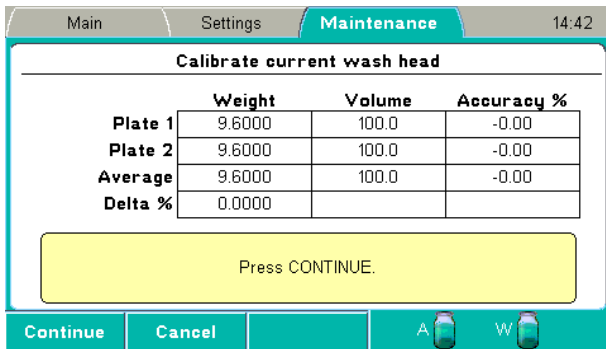 Main Settings Maintenance 14:42
Calibrate current wash head
Weight Volume Accuracy %
Plate 1 9.6000 100.0 -0.00
Plate 2 9.6000 100.0 -0.00
Average 9.6000 100.0 -0.00
Delta % 0.0000
Press CONTINUE.
Continue Cancel A W